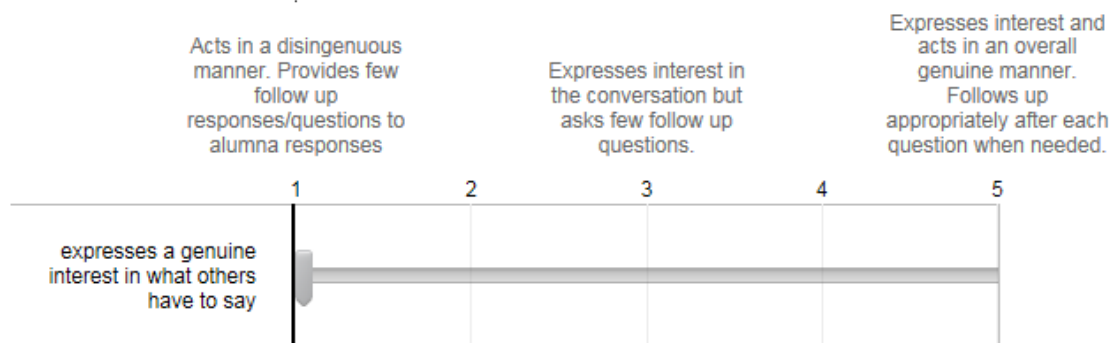 Acts in a disingenuous
manner. Provides few
follow up
responses/questions to
alumna responses
Expresses interest in
the conversation but
asks few follow up
questions.
Expresses interest and
acts in an overall
genuine manner.
Follows up
appropriately after each
question when needed.
1 2 3 4 5
expresses a genuine
interest in what others
have to say